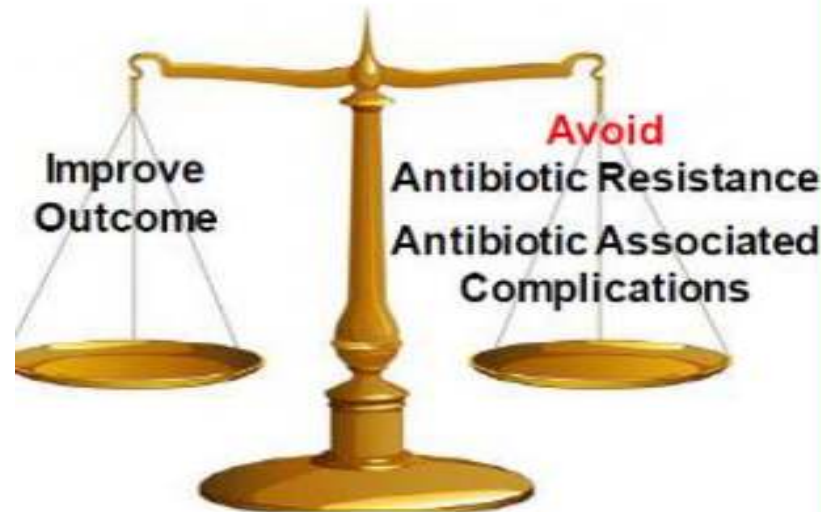 Improve
Outcome
Avoid
Antibiotic Resistance
Antibiotic Associated
Complications